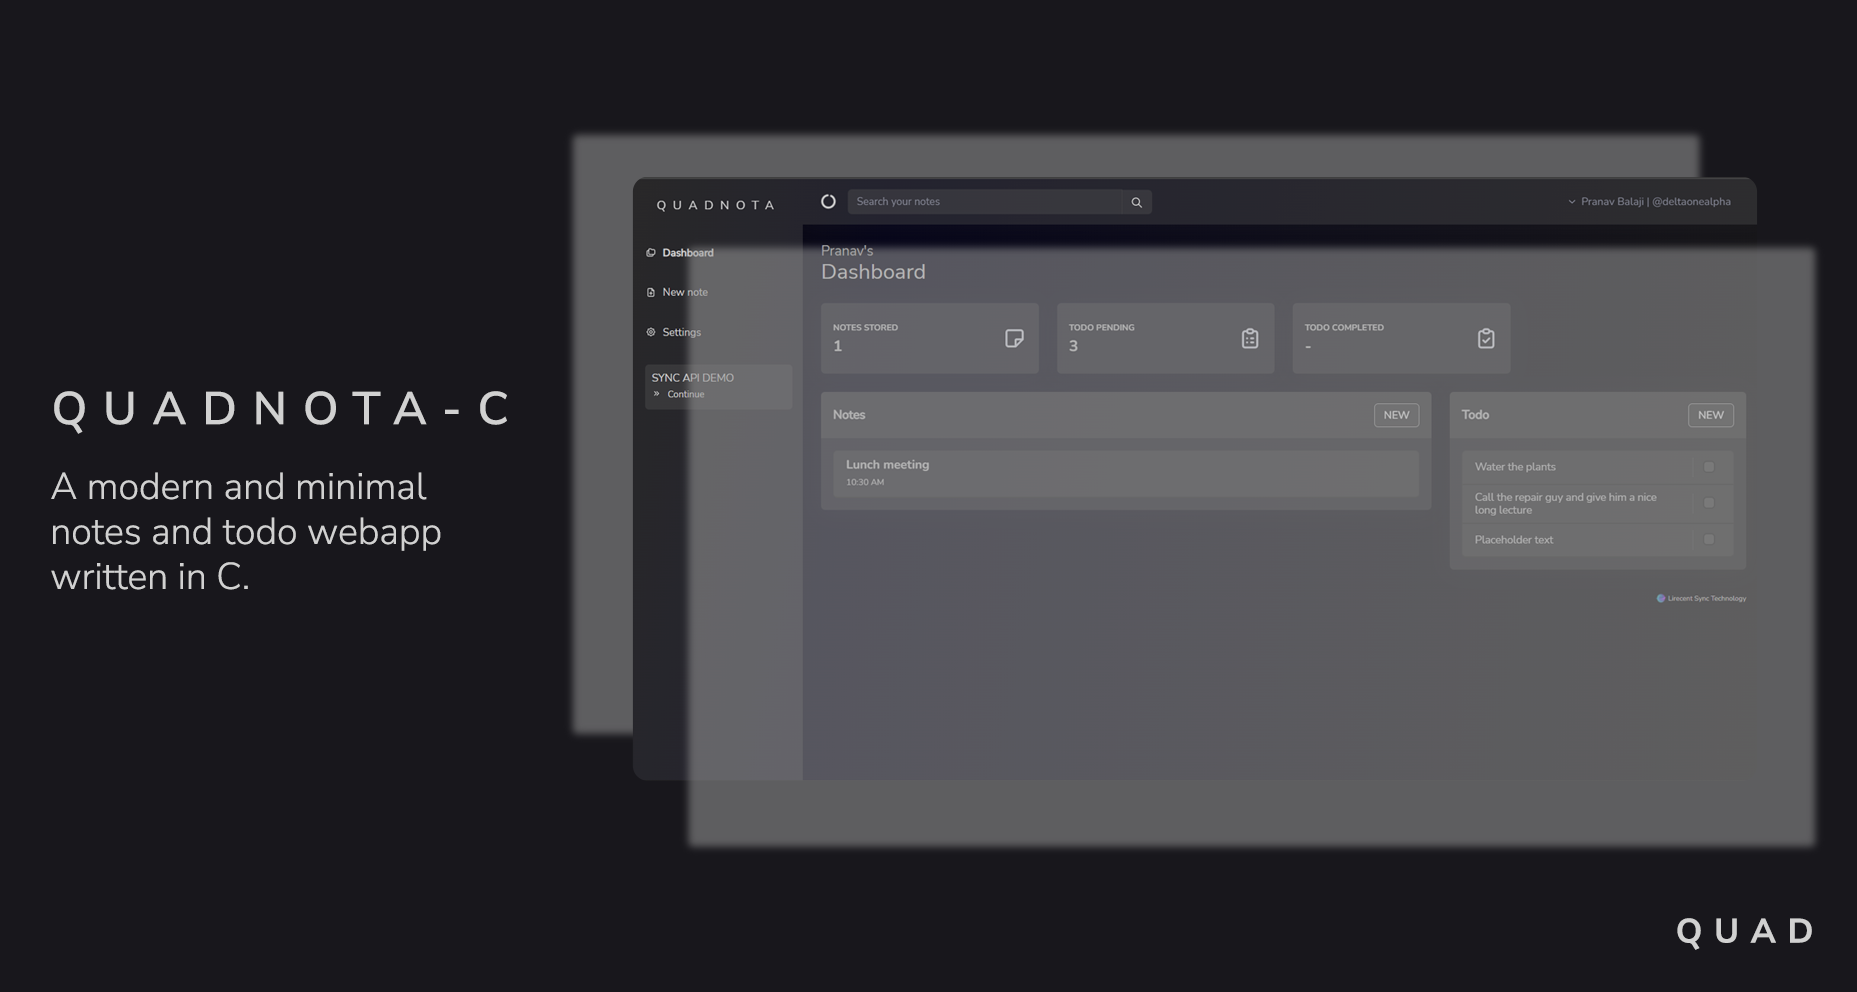 QUADNOTA-C
A modern and minimal
notes and todo webapp
written in C.
QUADNOTA
Search your notes
Pranav Balaji | @deltaonealpha
Dashboard
New note
Settings
SYNC API DEMO
» Continue
Pranav's
Dashboard
NOTES STORED
1
TODO PENDING
3
TODO COMPLETED
-
Notes
NEW
Lunch meeting
10:30 AM
Todo
NEW
Water the plants
Call the repair guy and give him a nice
long lecture
Placeholder text
Lirecent Sync Technology
QUAD